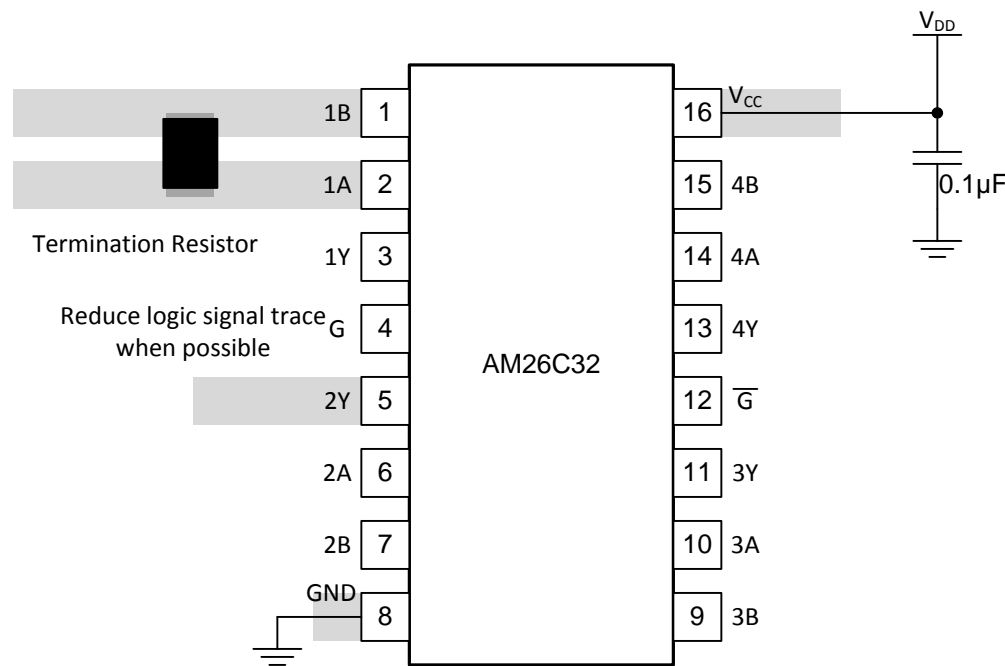 V_DD
1B 1 16 V_CC
1A 2 15 4B
0.1µF
Termination Resistor
1Y 3 14 4A
Reduce logic signal trace
when possible
G 4 13 4Y
AM26C32
2Y 5 12 G̅
2A 6 11 3Y
2B 7 10 3A
GND 8 9 3B